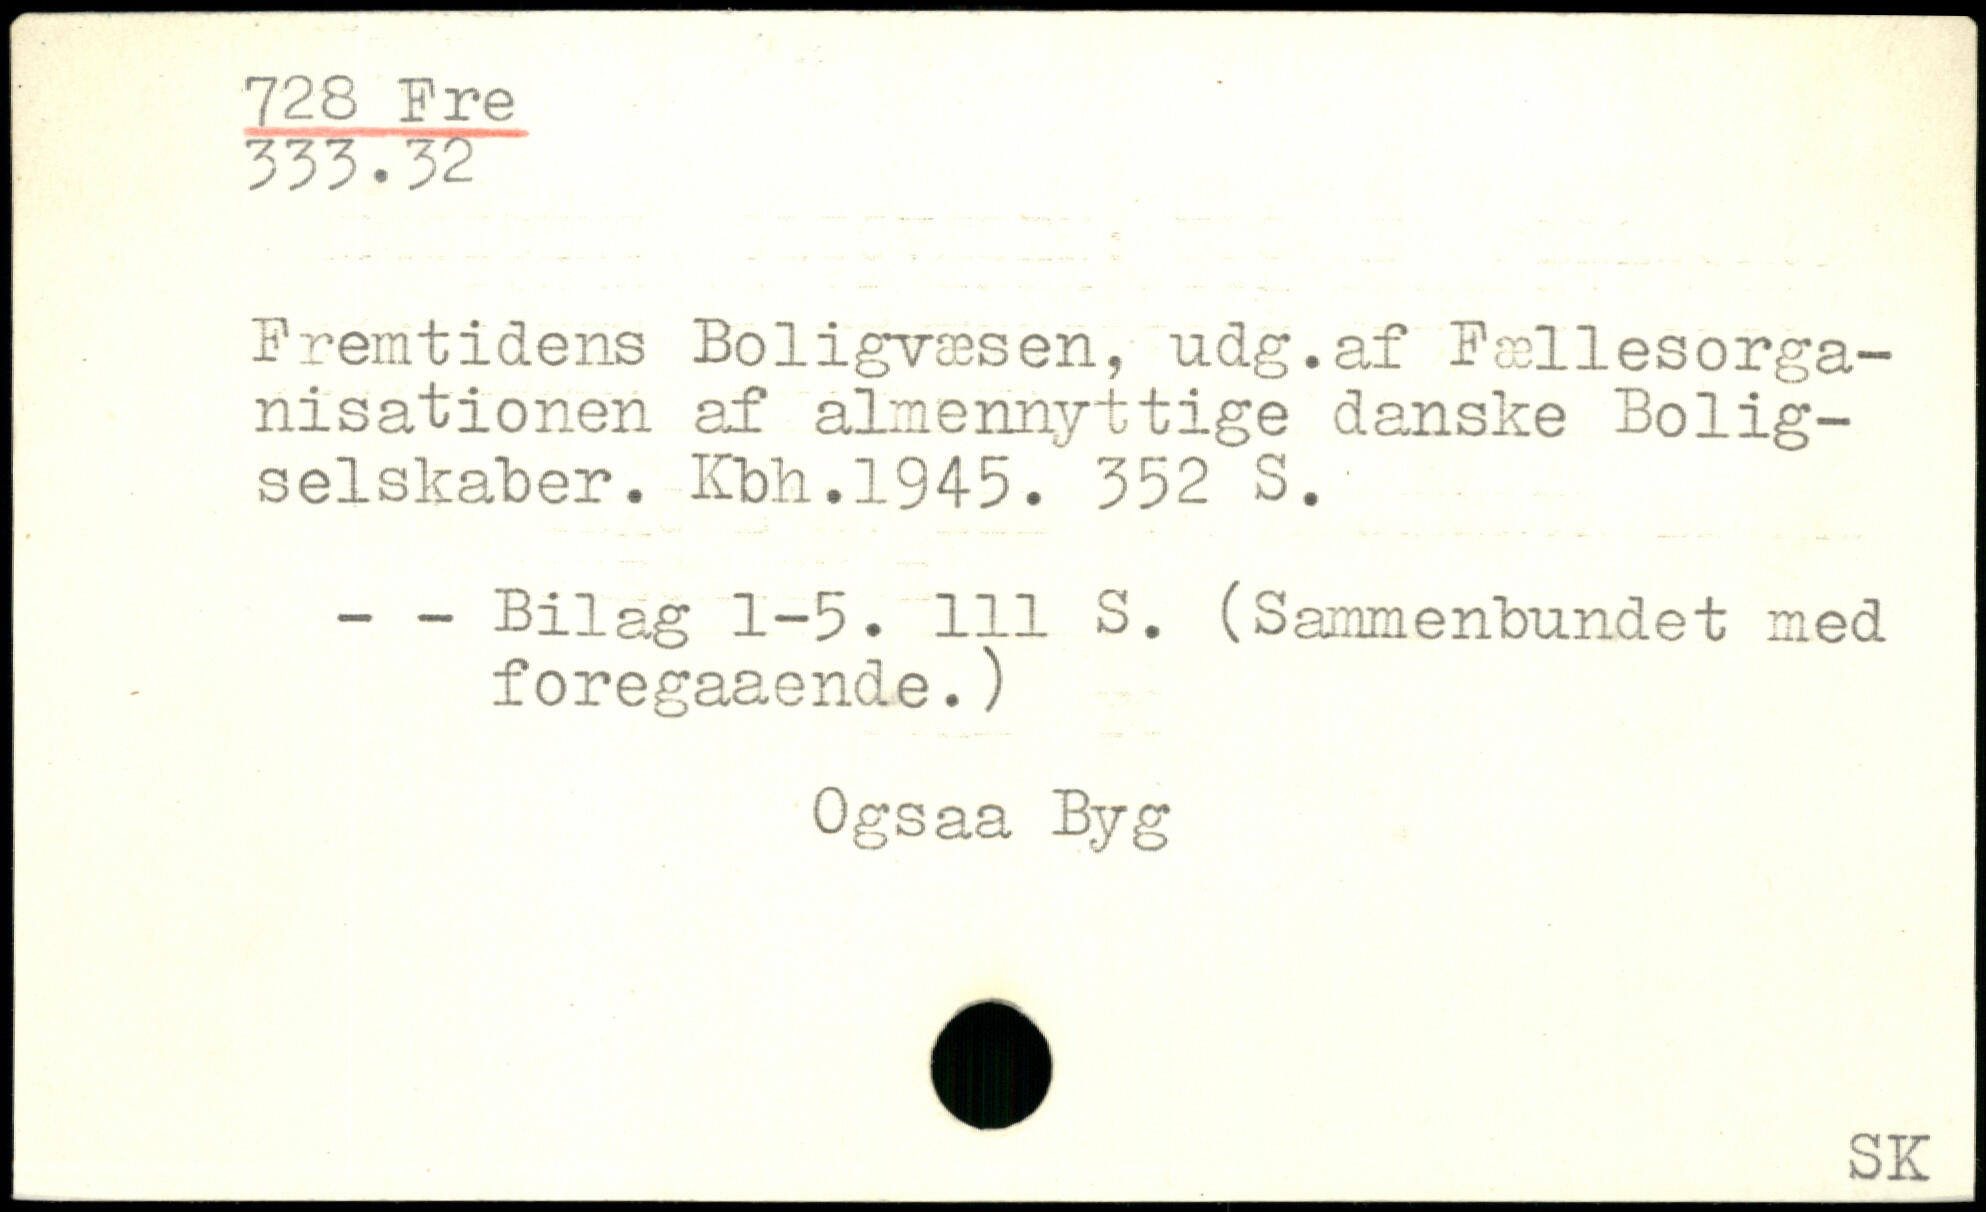 728 Fre
333.32
Fremtidens Boligvæsen, udg.af Fællesorga-
nisationen af almennyttige danske Bolig-
selskaber. Kbh.1945. 352 S.
- - Bilag 1-5. 111 S. (Sammenbundet med
foregaaende.)
Ogsaa Byg
SK